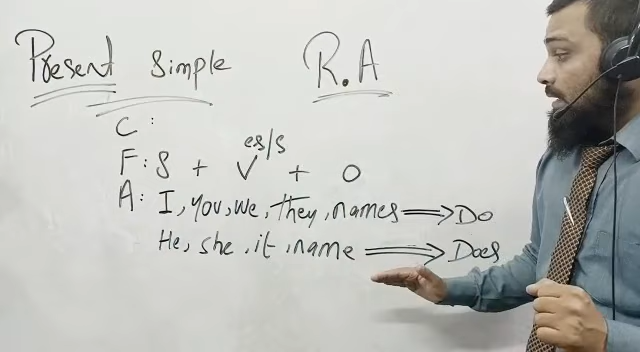 Present Simple R.A
C:
es/s
F: S + V + O
A: I, you, we, they, names ⟹ Do
He, she, it, name ⟹ Does